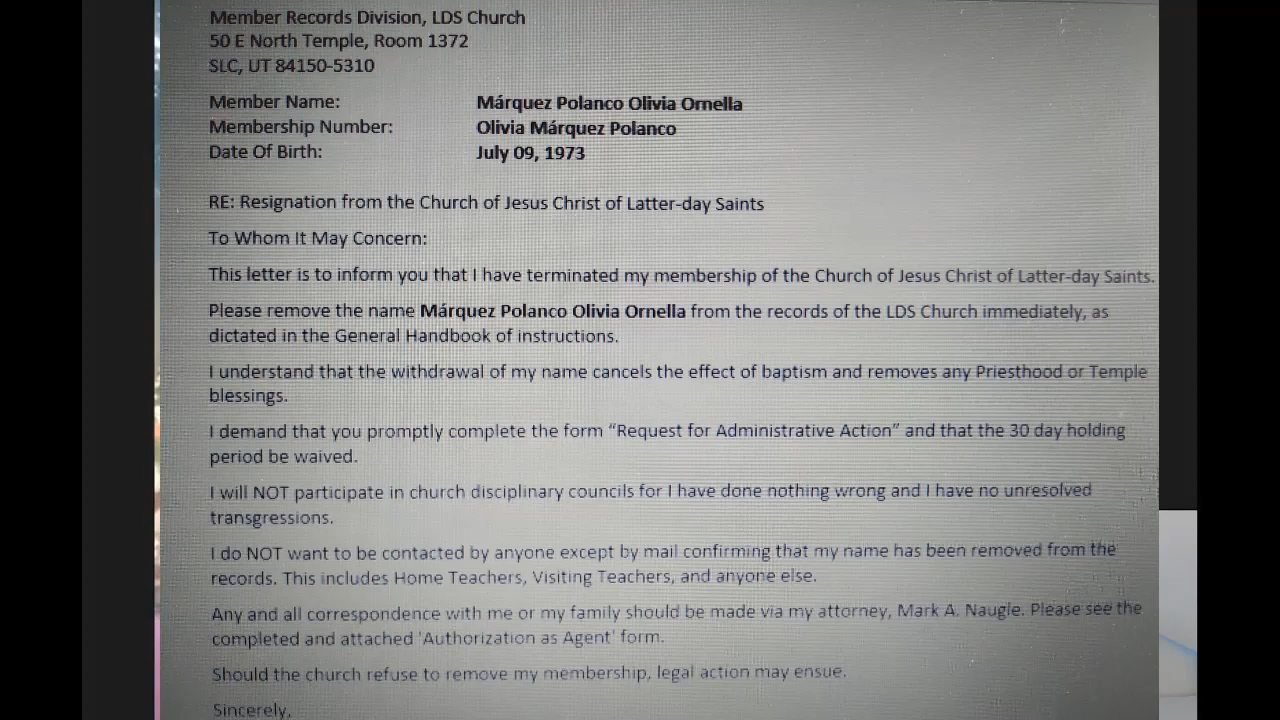 Member Records Division, LDS Church
50 E North Temple, Room 1372
SLC, UT 84150-5310
Member Name: Márquez Polanco Olivia Ornella
Membership Number: Olivia Márquez Polanco
Date Of Birth: July 09, 1973
RE: Resignation from the Church of Jesus Christ of Latter-day Saints
To Whom It May Concern:
This letter is to inform you that I have terminated my membership of the Church of Jesus Christ of Latter-day Saints.
Please remove the name Márquez Polanco Olivia Ornella from the records of the LDS Church immediately, as
dictated in the General Handbook of instructions.
I understand that the withdrawal of my name cancels the effect of baptism and removes any Priesthood or Temple
blessings.
I demand that you promptly complete the form “Request for Administrative Action” and that the 30 day holding
period be waived.
I will NOT participate in church disciplinary councils for I have done nothing wrong and I have no unresolved
transgressions.
I do NOT want to be contacted by anyone except by mail confirming that my name has been removed from the
records. This includes Home Teachers, Visiting Teachers, and anyone else.
Any and all correspondence with me or my family should be made via my attorney, Mark A. Naugle. Please see the
completed and attached 'Authorization as Agent' form.
Should the church refuse to remove my membership, legal action may ensue.
Sincerely,